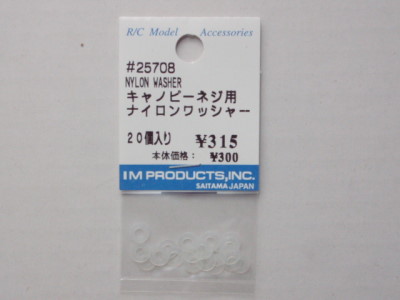 R/C Model Accessories
#25708
NYLON WASHER
キャノピーネジ用
ナイロンワッシャー
20個入り ¥315
本体価格： ¥300
IM PRODUCTS,INC.
SAITAMA-JAPAN